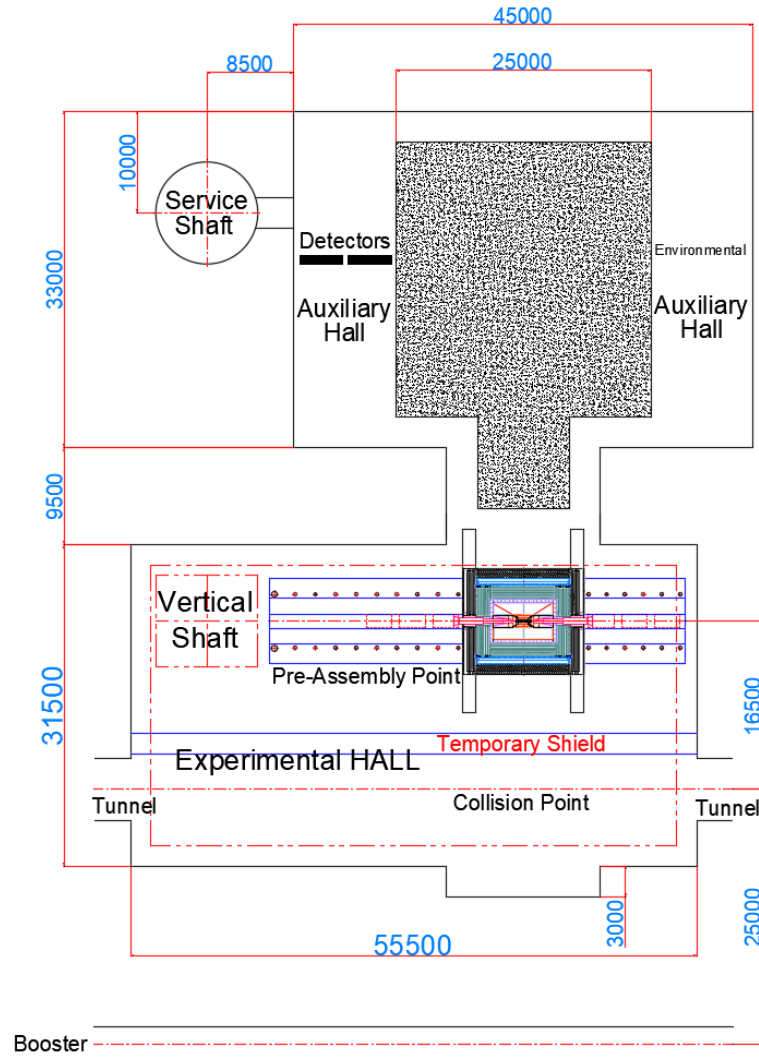 45000
8500
25000
10000
Service
Shaft
Detectors
Environmental
33000
Auxiliary
Hall
Auxiliary
Hall
9500
Vertical
Shaft
Pre-Assembly Point
31500
16500
Temporary Shield
Experimental HALL
Tunnel
Collision Point
Tunnel
3000
25000
55500
Booster